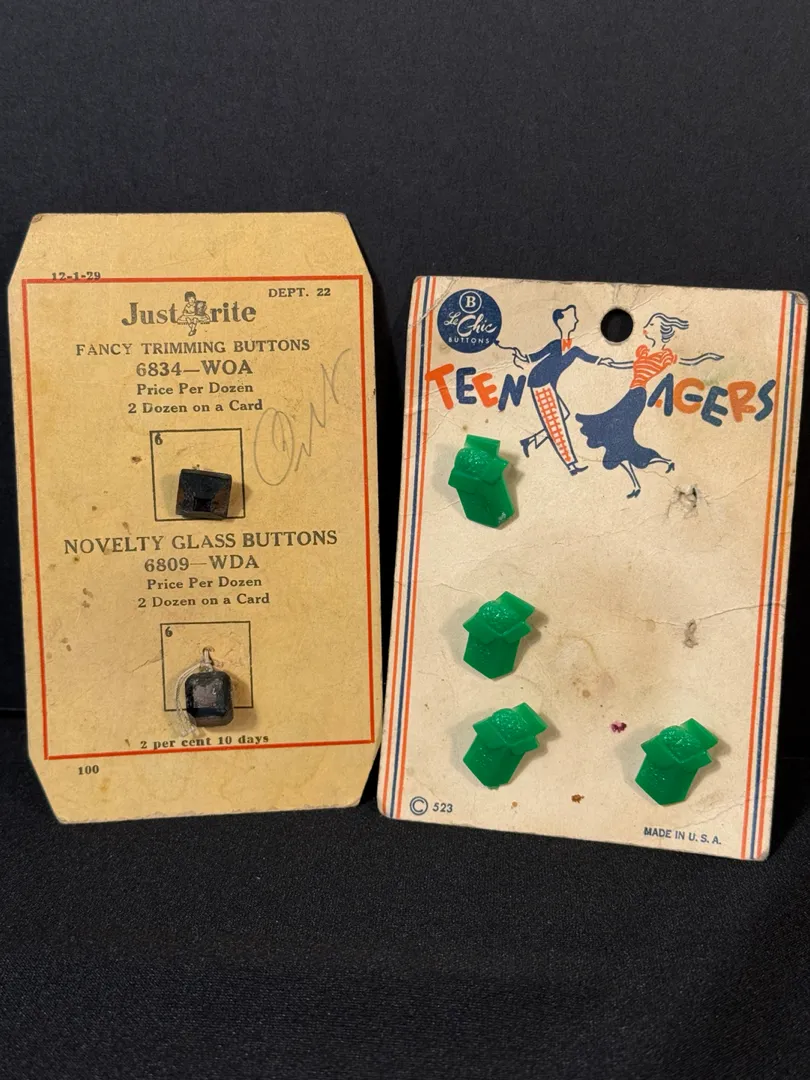 12-1-29
DEPT. 22
Just Brite
FANCY TRIMMING BUTTONS
6834—WOA
Price Per Dozen
2 Dozen on a Card
6
NOVELTY GLASS BUTTONS
6809—WDA
Price Per Dozen
2 Dozen on a Card
6
2 per cent 10 days
100
B
Le Chic
BUTTONS
TEEN AGERS
© 523
MADE IN U. S. A.